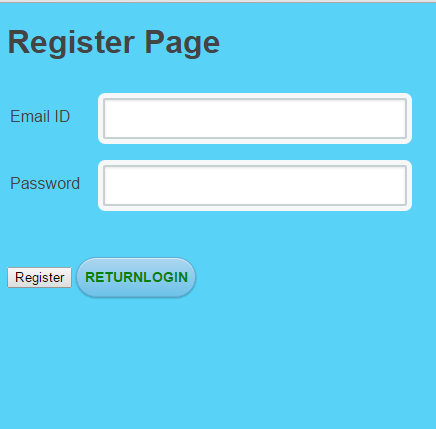 Register Page
Email ID
Password
Register RETURNLOGIN